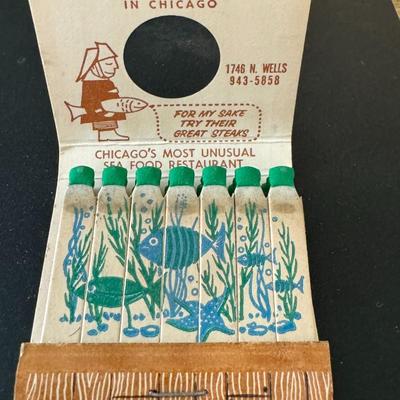 IN CHICAGO
1746 N. WELLS
943-5858
FOR MY SAKE
TRY THEIR
GREAT STEAKS
CHICAGO'S MOST UNUSUAL
SEA FOOD RESTAURANT